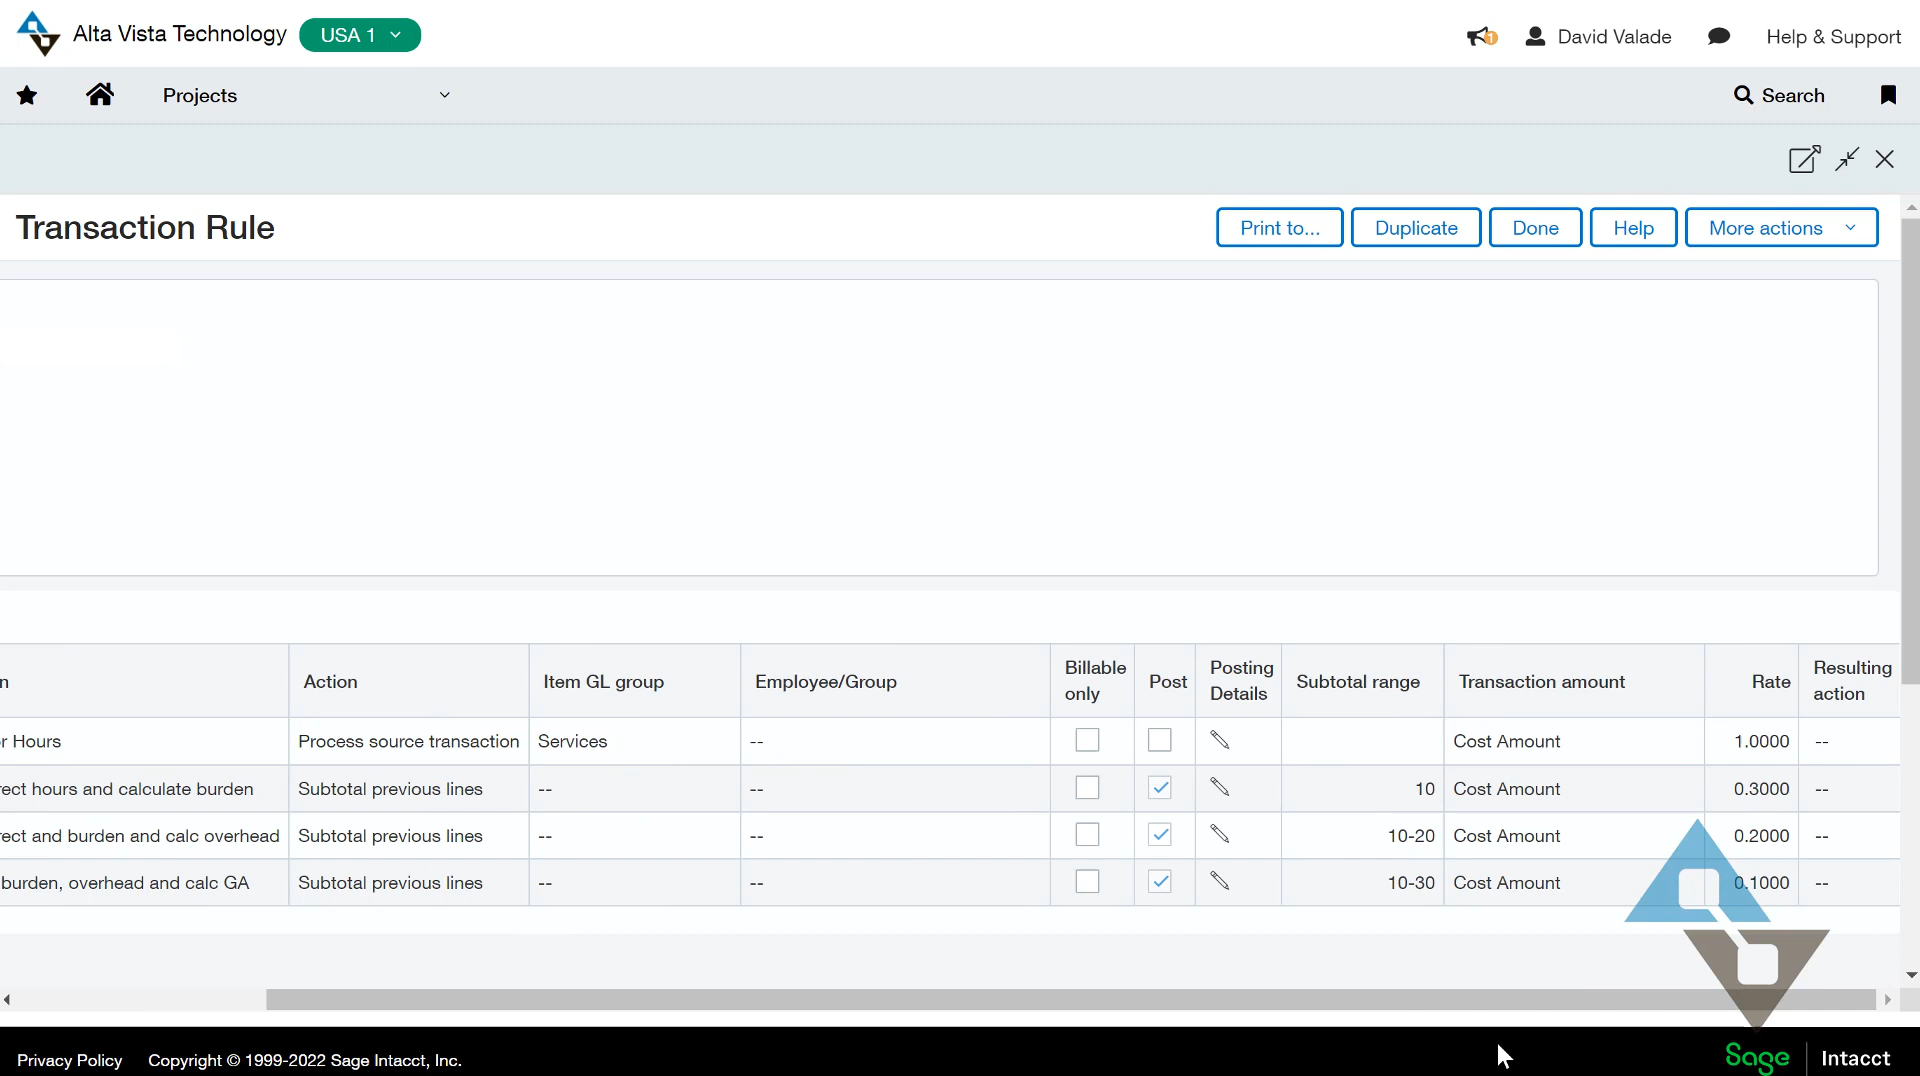 Alta Vista Technology USA 1
1 David Valade Help & Support
Projects
Search
Transaction Rule
Print to... Duplicate Done Help More actions
n Action Item GL group Employee/Group Billable only Post Posting Details Subtotal range Transaction amount Rate Resulting action
r Hours Process source transaction Services -- Cost Amount 1.0000 --
rect hours and calculate burden Subtotal previous lines -- -- 10 Cost Amount 0.3000 --
rect and burden and calc overhead Subtotal previous lines -- -- 10-20 Cost Amount 0.2000 --
burden, overhead and calc GA Subtotal previous lines -- -- 10-30 Cost Amount 0.1000 --
Privacy Policy Copyright © 1999-2022 Sage Intacct, Inc.
Sage Intacct